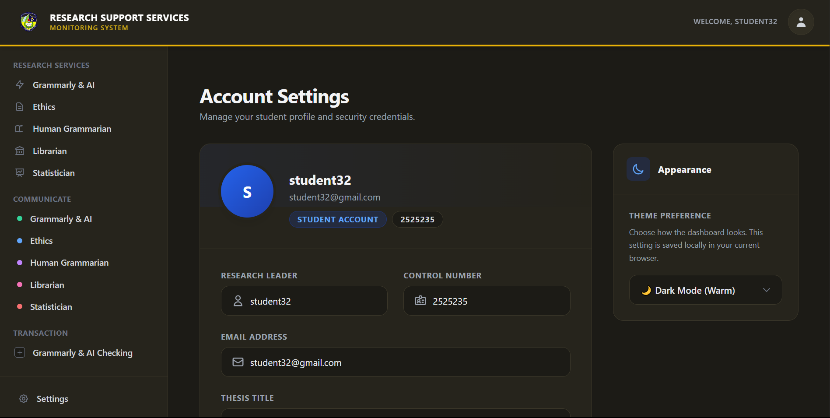 RESEARCH SUPPORT SERVICES
MONITORING SYSTEM
WELCOME, STUDENT32
RESEARCH SERVICES
Grammarly & AI
Ethics
Human Grammarian
Librarian
Statistician
COMMUNICATE
Grammarly & AI
Ethics
Human Grammarian
Librarian
Statistician
TRANSACTION
Grammarly & AI Checking
Settings
Account Settings
Manage your student profile and security credentials.
S
student32
student32@gmail.com
STUDENT ACCOUNT
2525235
RESEARCH LEADER
student32
CONTROL NUMBER
2525235
EMAIL ADDRESS
student32@gmail.com
THESIS TITLE
Appearance
THEME PREFERENCE
Choose how the dashboard looks. This
setting is saved locally in your current
browser.
🌙 Dark Mode (Warm)